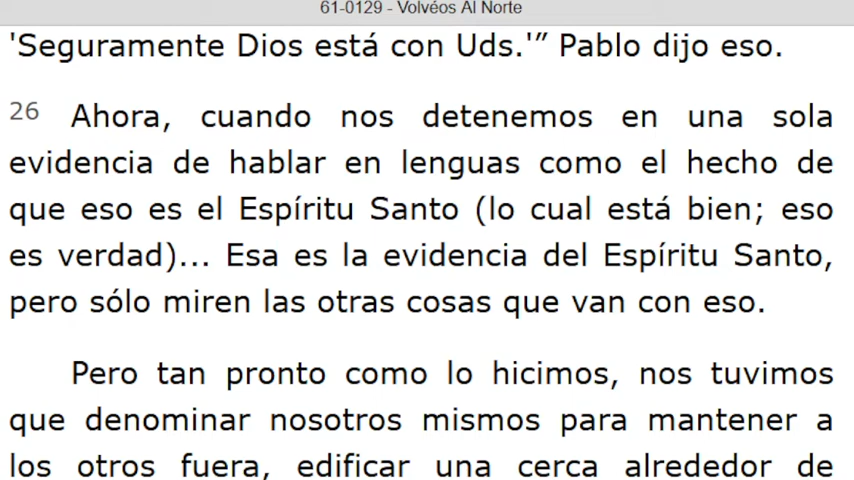 61-0129 - Volvéos Al Norte
'Seguramente Dios está con Uds.'” Pablo dijo eso.
26 Ahora, cuando nos detenemos en una sola
evidencia de hablar en lenguas como el hecho de
que eso es el Espíritu Santo (lo cual está bien; eso
es verdad)... Esa es la evidencia del Espíritu Santo,
pero sólo miren las otras cosas que van con eso.
Pero tan pronto como lo hicimos, nos tuvimos
que denominar nosotros mismos para mantener a
los otros fuera, edificar una cerca alrededor de